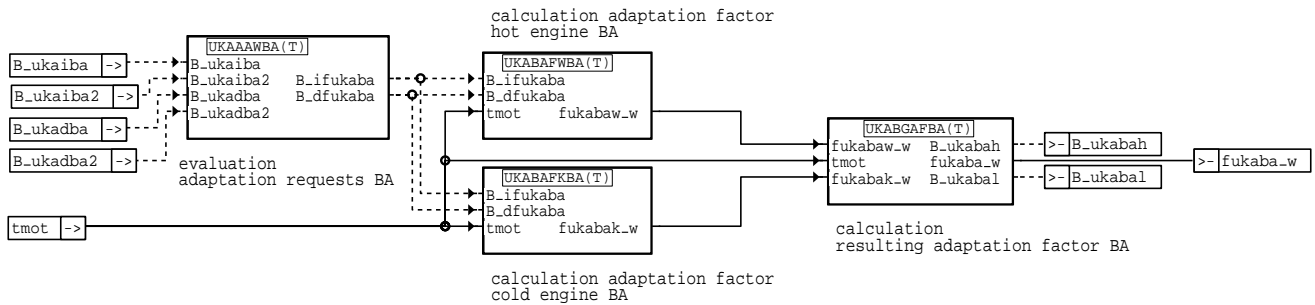 calculation adaptation factor
hot engine BA
UKAAAWBA(T)
UKABAFWBA(T)
B_ukaiba ->
B_ukaiba
B_ukaiba2 B_ifukaba
B_ifukaba
B_ukaiba2 ->
B_ukadba B_dfukaba
B_dfukaba
B_ukadba2
tmot fukabaw_w
B_ukadba ->
UKABGAFBA(T)
B_ukadba2 ->
fukabaw_w B_ukabah
>- B_ukabah
tmot fukaba_w
>- fukaba_w
fukabak_w B_ukabal
>- B_ukabal
evaluation
adaptation requests BA
UKABAFKBA(T)
B_ifukaba
B_dfukaba
tmot ->
tmot fukabak_w
calculation
resulting adaptation factor BA
calculation adaptation factor
cold engine BA